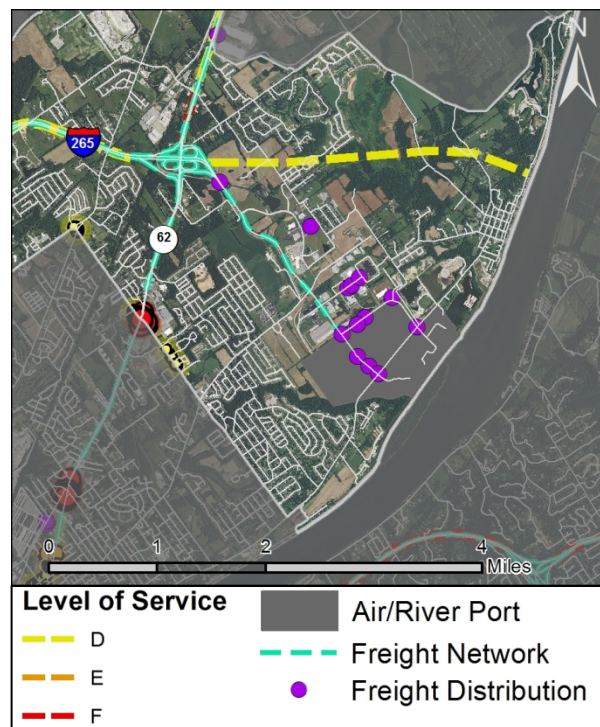 N
265
62
0 1 2 4
Miles
Level of Service
D
E
F
Air/River Port
Freight Network
Freight Distribution